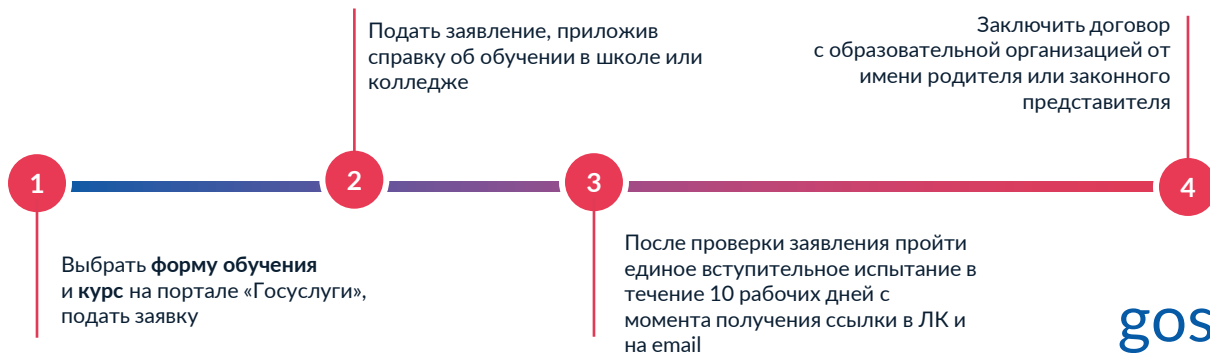 1
Выбрать форму обучения
и курс на портале «Госуслуги»,
подать заявку
2
Подать заявление, приложив
справку об обучении в школе или
колледже
3
После проверки заявления пройти
единое вступительное испытание в
течение 10 рабочих дней с
момента получения ссылки в ЛК и
на email
4
Заключить договор
с образовательной организацией от
имени родителя или законного
представителя
gos